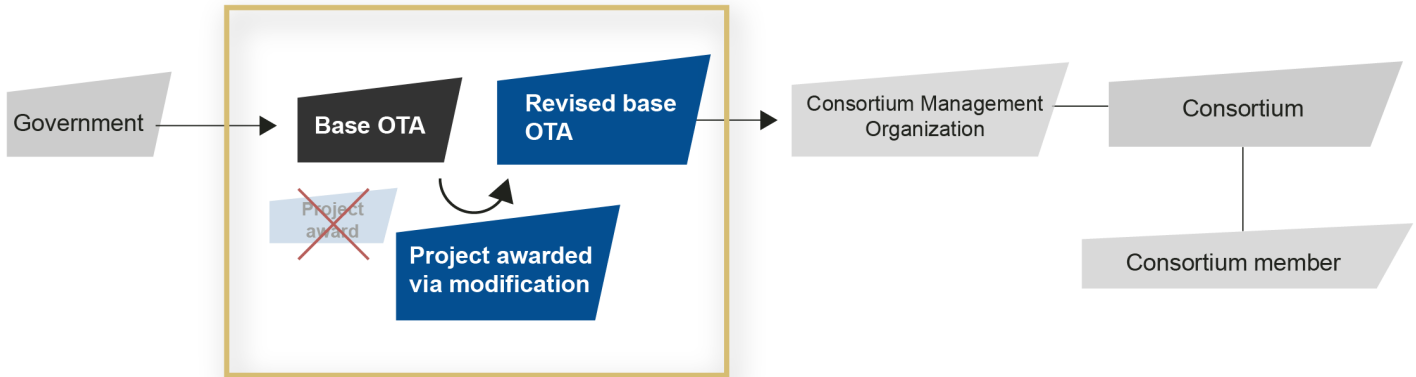 Government
Base OTA
Revised base
OTA
Project
award
Project awarded
via modification
Consortium Management
Organization
Consortium
Consortium member